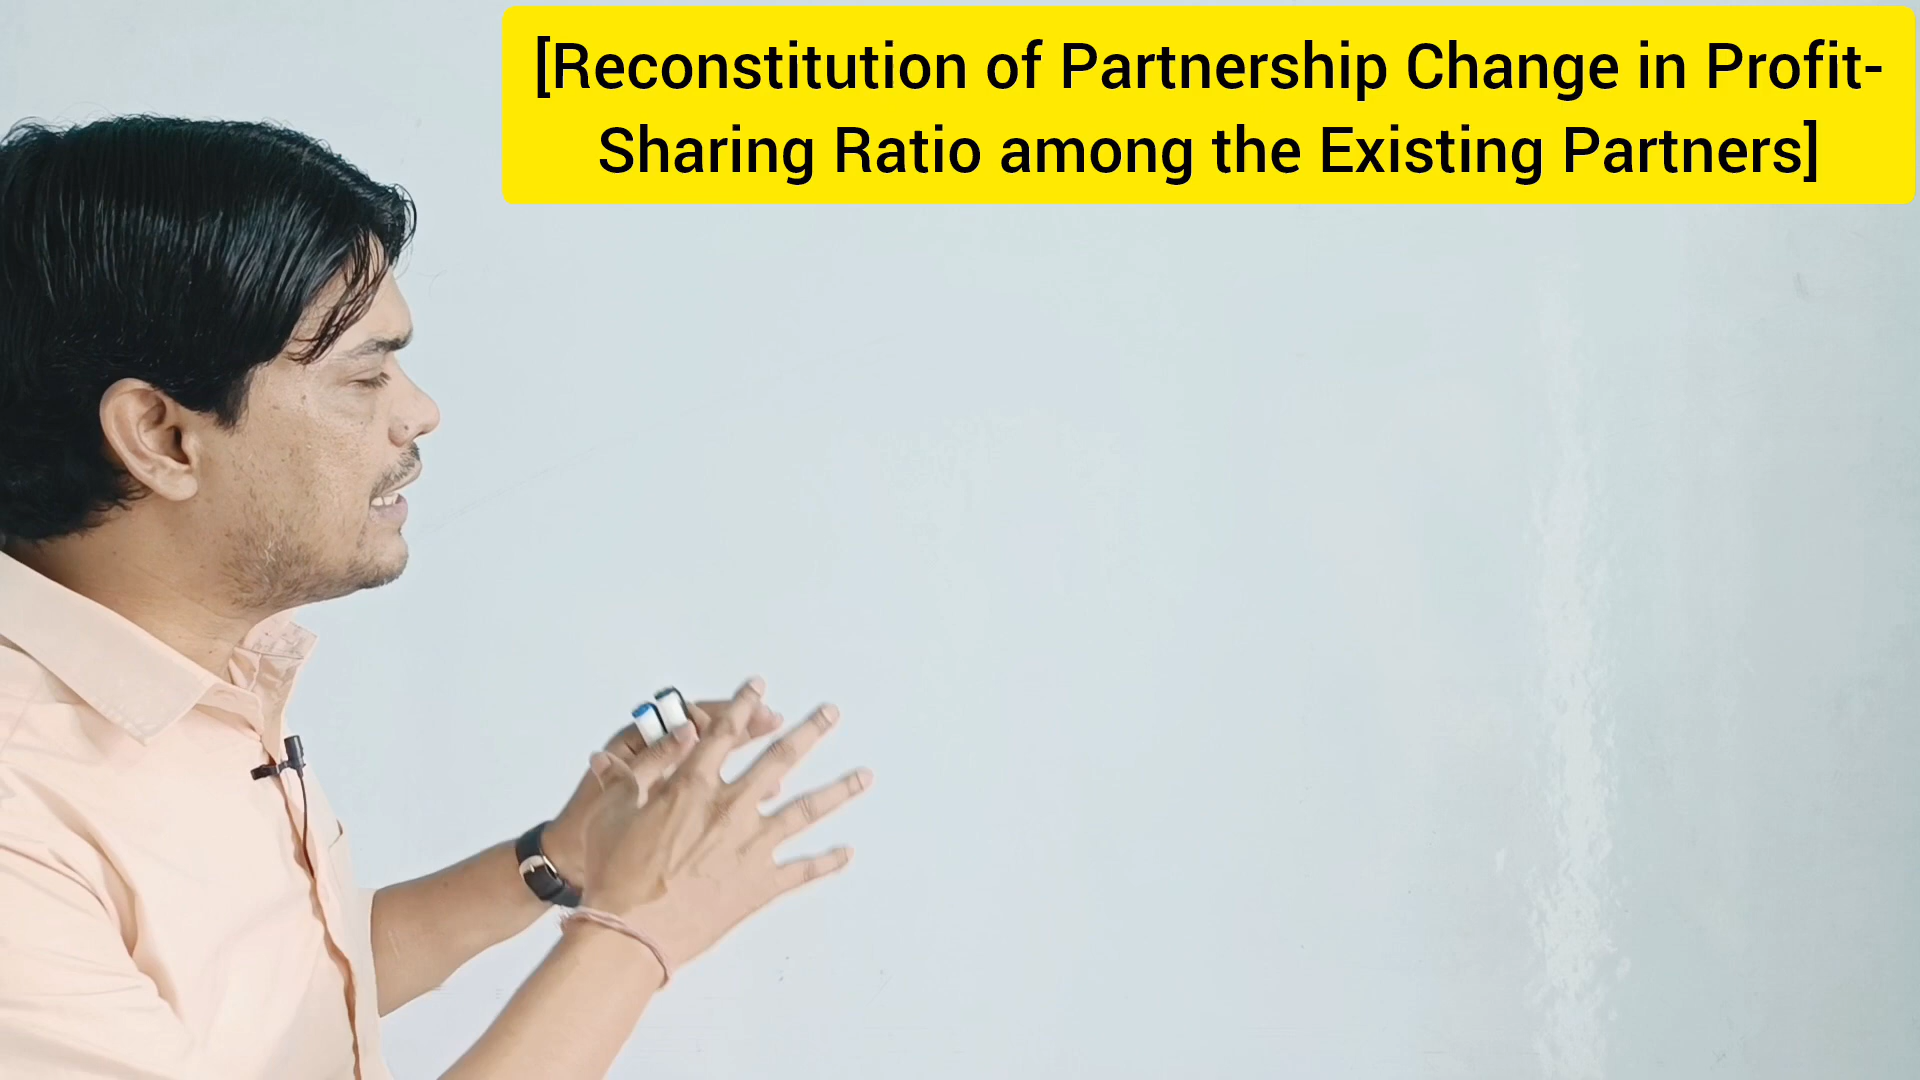 [Reconstitution of Partnership Change in Profit-
Sharing Ratio among the Existing Partners]